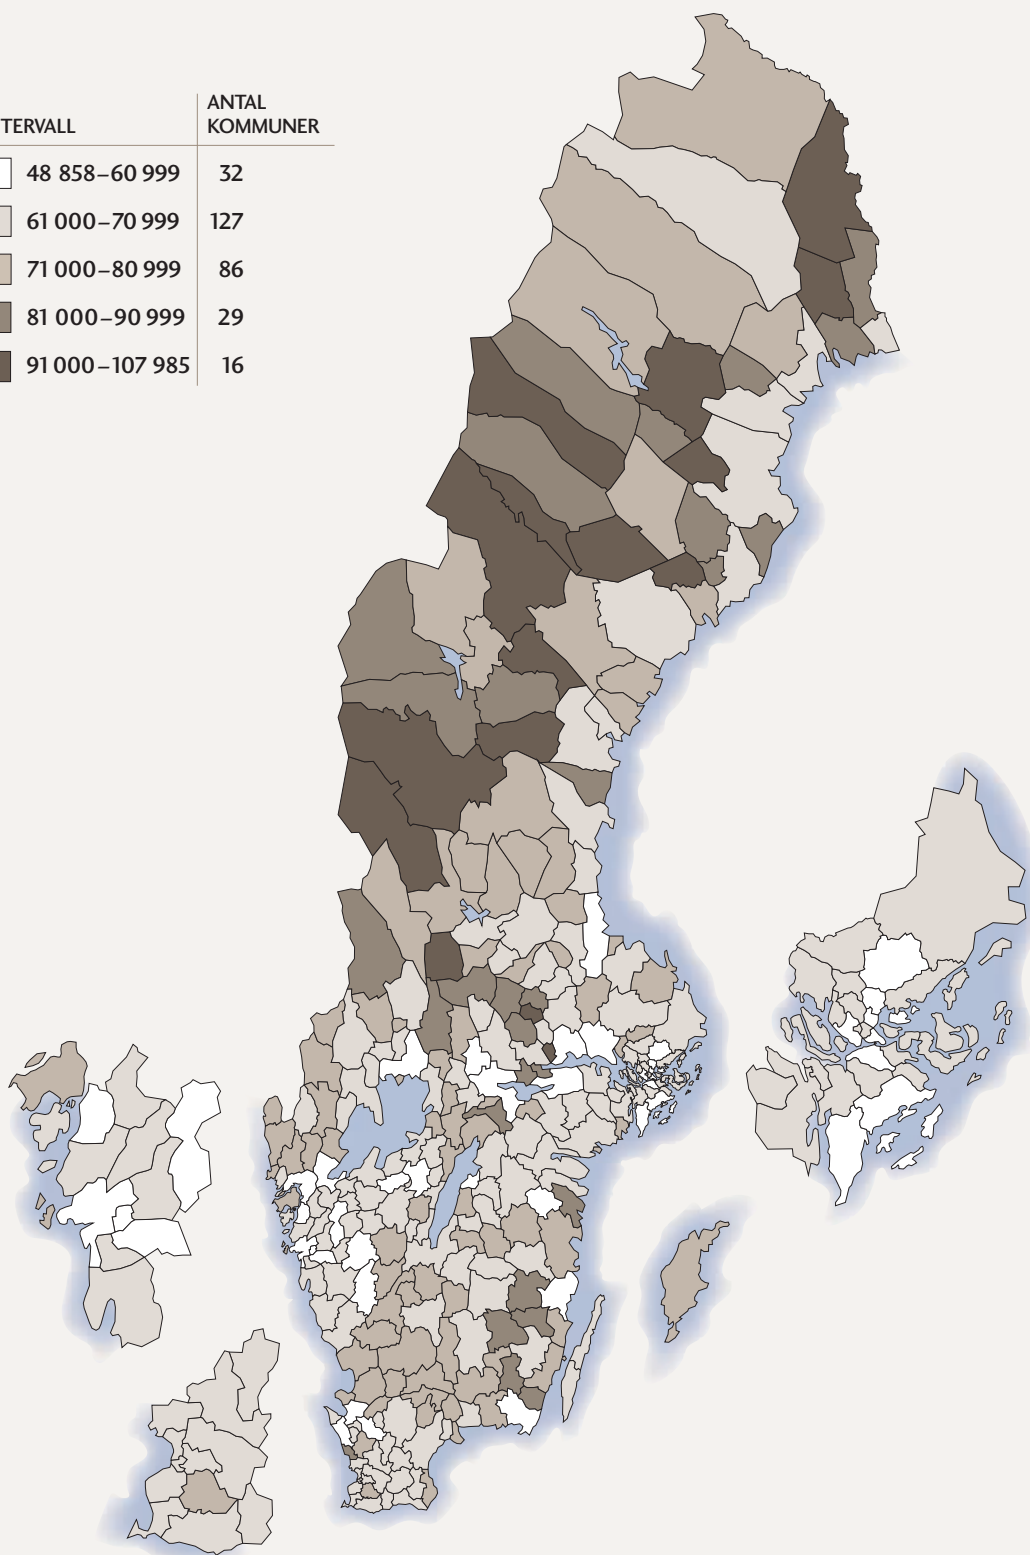 TERVALL
ANTAL
KOMMUNER
48 858–60 999 32
61 000–70 999 127
71 000–80 999 86
81 000–90 999 29
91 000–107 985 16